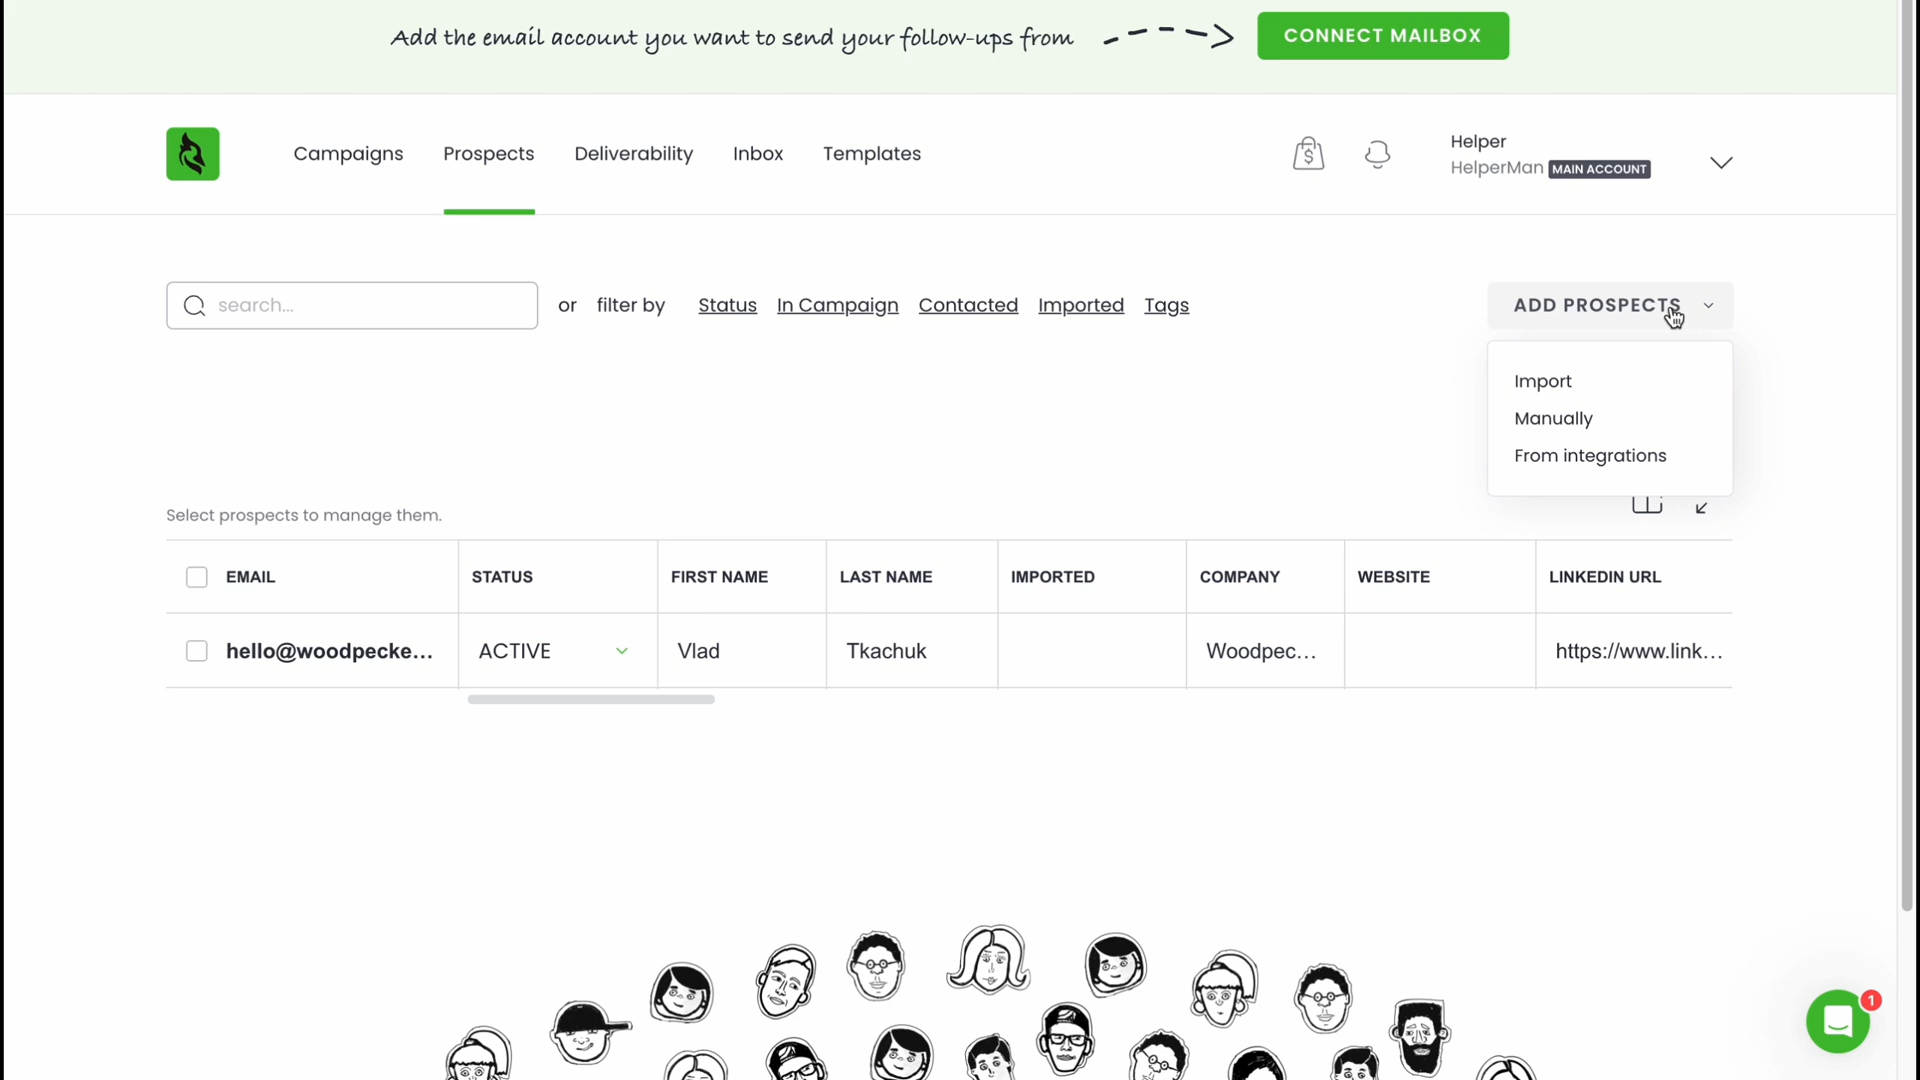 Add the email account you want to send your follow-ups from
CONNECT MAILBOX
Campaigns
Prospects
Deliverability
Inbox
Templates
$
Helper
HelperMan MAIN ACCOUNT
search...
or filter by Status In Campaign Contacted Imported Tags
ADD PROSPECTS
Import
Manually
From integrations
Select prospects to manage them.
EMAIL STATUS FIRST NAME LAST NAME IMPORTED COMPANY WEBSITE LINKEDIN URL
hello@woodpecke... ACTIVE Vlad Tkachuk Woodpec... https://www.link...
1